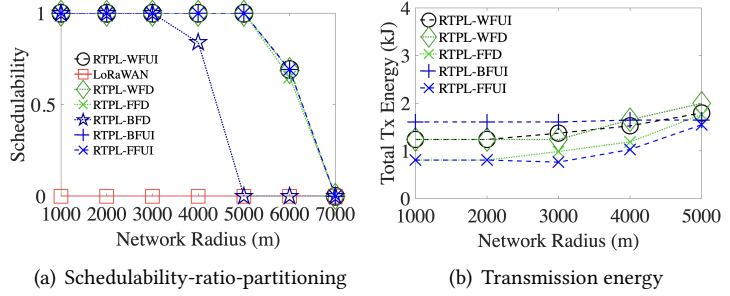 1
0.5
0
Schedulability
RTPL-WFUI
LoRaWAN
RTPL-WFD
RTPL-FFD
RTPL-BFD
RTPL-BFUI
RTPL-FFUI
1000 2000 3000 4000 5000 6000 7000
Network Radius (m)
(a) Schedulability-ratio-partitioning
4
3
2
1
0
Total Tx Energy (kJ)
RTPL-WFUI
RTPL-WFD
RTPL-FFD
RTPL-BFUI
RTPL-FFUI
1000 2000 3000 4000 5000
Network Radius (m)
(b) Transmission energy